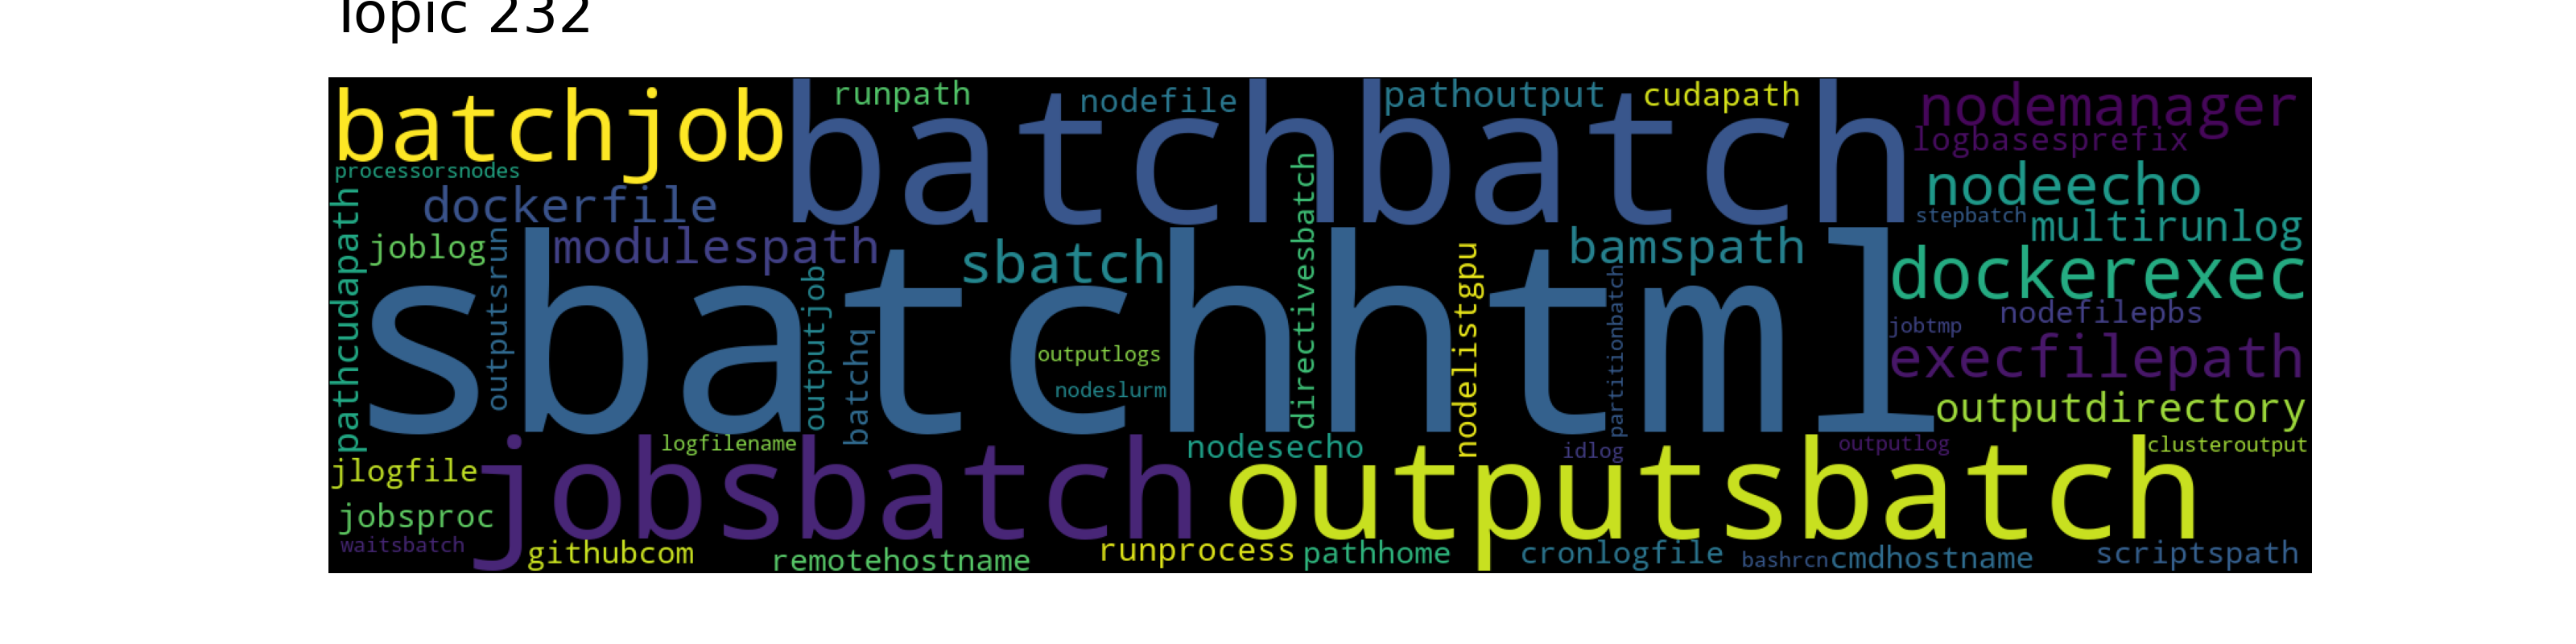 Topic 232
batchjob
runpath
nodefile
pathoutput
cudapath
nodemanager
batchbatch
logbasesprefix
processorsnodes
nodeecho
dockerfile
stepbatch
multirunlog
joblog
modulespath
sbatch
bamspath
dockerexec
pathcudapath
outputsrun
sbatchhtml
outputjob
batchq
directivesbatch
nodelistgpu
partitionbatch
nodefilepbs
jobtmp
outputlogs
execfilepath
nodeslurm
outputdirectory
logfilename
nodesecho
idlog
outputlog
clusteroutput
jlogfile
jobsbatch
outputsbatch
jobsproc
waitsbatch
githubcom
remotehostname
runprocess
pathhome
cronlogfile
bashrcn
cmdhostname
scriptspath